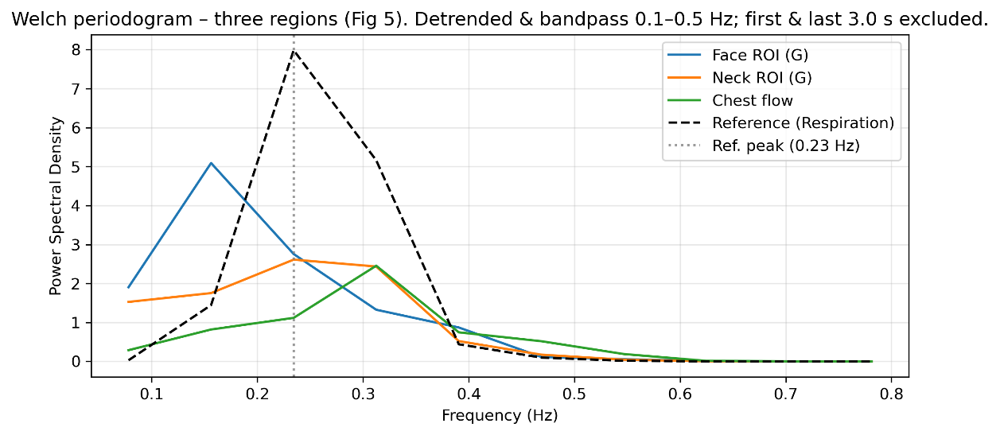 Welch periodogram – three regions (Fig 5). Detrended & bandpass 0.1–0.5 Hz; first & last 3.0 s excluded.
Face ROI (G)
Neck ROI (G)
Chest flow
Reference (Respiration)
Ref. peak (0.23 Hz)
Power Spectral Density
8
7
6
5
4
3
2
1
0
0.1 0.2 0.3 0.4 0.5 0.6 0.7 0.8
Frequency (Hz)